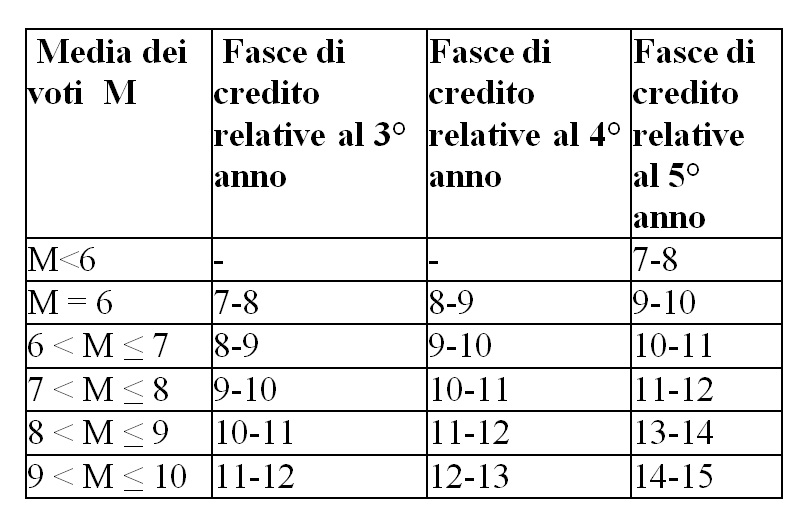 Media dei voti M | Fasce di credito relative al 3° anno | Fasce di credito relative al 4° anno | Fasce di credito relative al 5° anno
M<6 | - | - | 7-8
M = 6 | 7-8 | 8-9 | 9-10
6 < M ≤ 7 | 8-9 | 9-10 | 10-11
7 < M ≤ 8 | 9-10 | 10-11 | 11-12
8 < M ≤ 9 | 10-11 | 11-12 | 13-14
9 < M ≤ 10 | 11-12 | 12-13 | 14-15